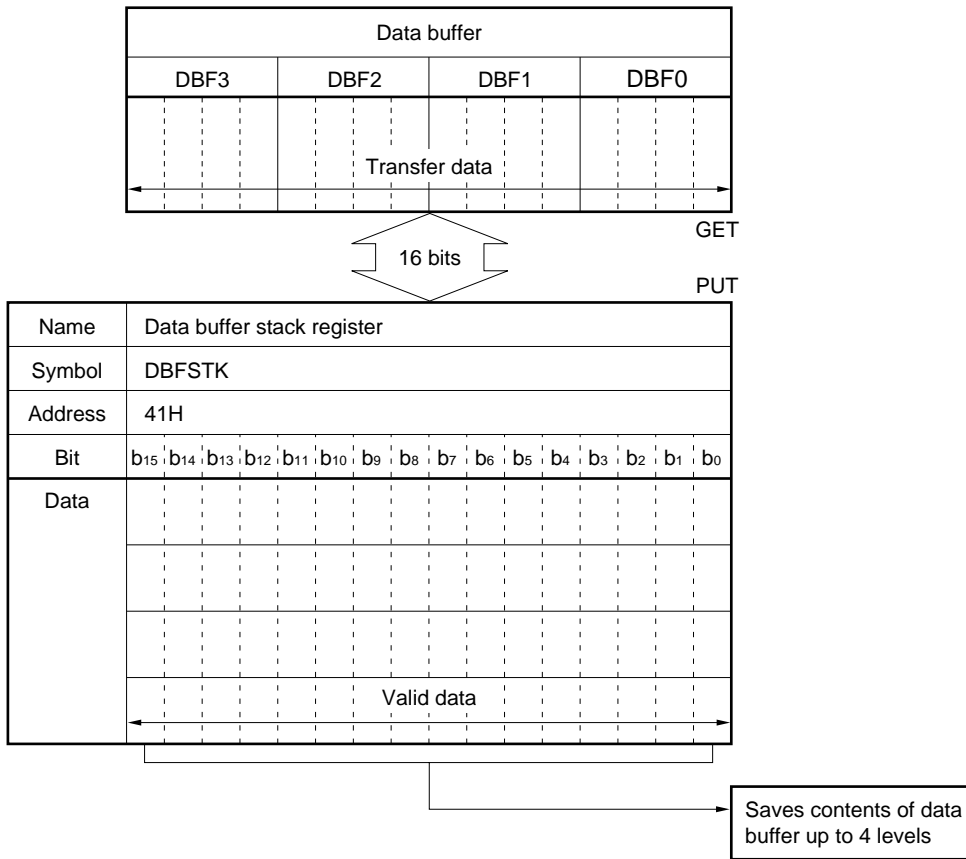 Data buffer
DBF3 DBF2 DBF1 DBF0
Transfer data
GET
16 bits
PUT
Name Data buffer stack register
Symbol DBFSTK
Address 41H
Bit b15 b14 b13 b12 b11 b10 b9 b8 b7 b6 b5 b4 b3 b2 b1 b0
Data
Valid data
Saves contents of data
buffer up to 4 levels